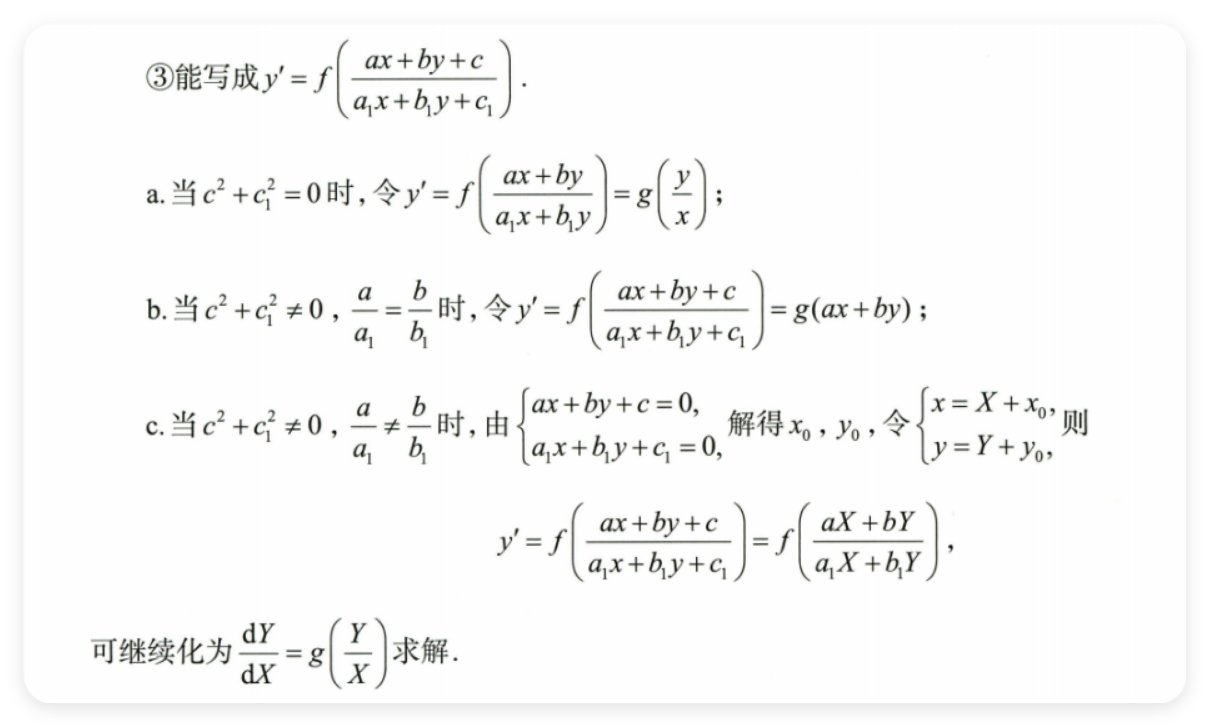 ③能写成 $y' = f\left(\frac{ax+by+c}{a_1x+b_1y+c_1}\right)$.
a. 当 $c^2+c_1^2=0$ 时, 令 $y' = f\left(\frac{ax+by}{a_1x+b_1y}\right) = g\left(\frac{y}{x}\right)$;
b. 当 $c^2+c_1^2\neq 0$, $\frac{a}{a_1}=\frac{b}{b_1}$ 时, 令 $y' = f\left(\frac{ax+by+c}{a_1x+b_1y+c_1}\right) = g(ax+by)$;
c. 当 $c^2+c_1^2\neq 0$, $\frac{a}{a_1}\neq\frac{b}{b_1}$ 时, 由 $\begin{cases}ax+by+c=0,\\a_1x+b_1y+c_1=0,\end{cases}$ 解得 $x_0$, $y_0$, 令 $\begin{cases}x=X+x_0,\\y=Y+y_0,\end{cases}$ 则
$y' = f\left(\frac{ax+by+c}{a_1x+b_1y+c_1}\right) = f\left(\frac{aX+bY}{a_1X+b_1Y}\right)$,
可继续化为 $\frac{\mathrm{d}Y}{\mathrm{d}X} = g\left(\frac{Y}{X}\right)$ 求解.